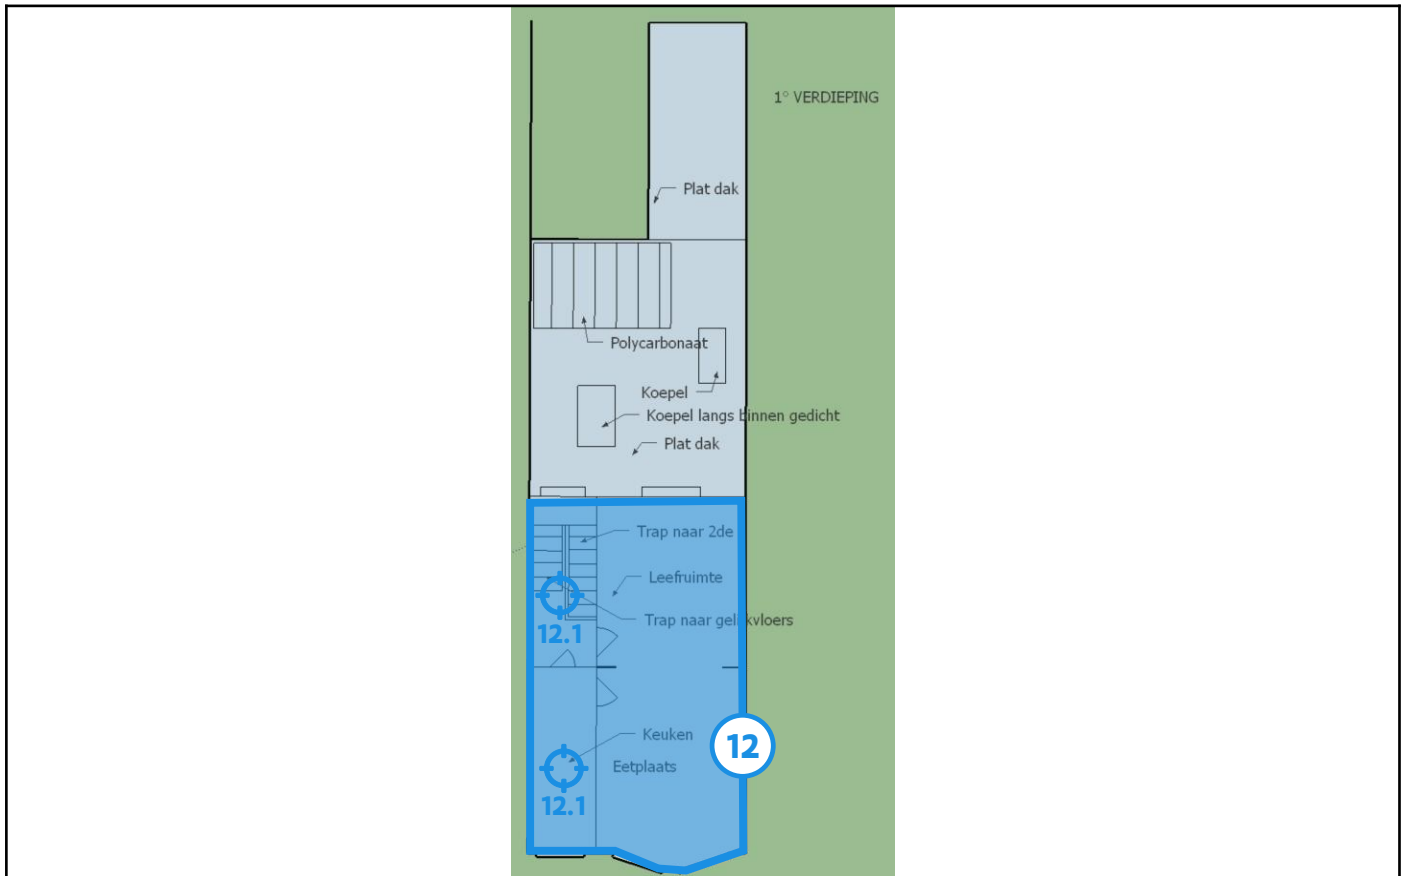 1° VERDIEPING
Plat dak
Polycarbonaat
Koepel
Koepel langs binnen gedicht
Plat dak
Trap naar 2de
Leefruimte
Trap naar gelijkvloers
12.1
Keuken
12
Eetplaats
12.1